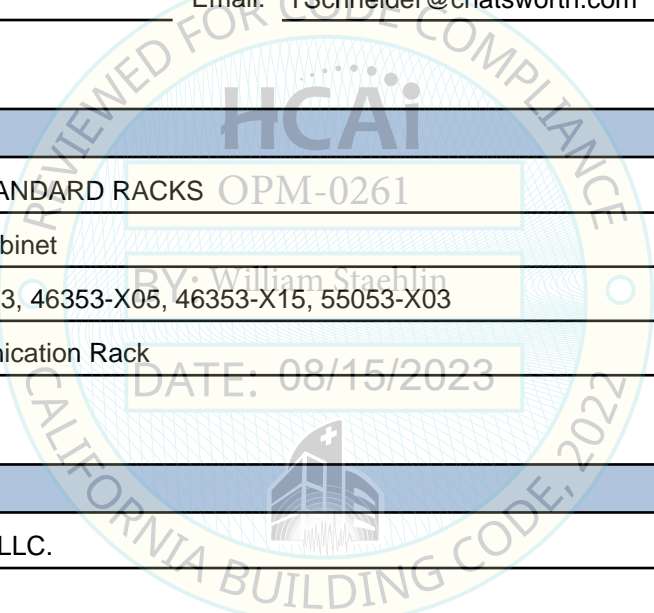 Email: TSchneider@chatsworth.com
REVIEWED FOR CODE COMPLIANCE
HCAi
ANDARD RACKS OPM-0261
binet
BY: William Staehlin
3, 46353-X05, 46353-X15, 55053-X03
nication Rack
DATE: 08/15/2023
LLC.
CALIFORNIA BUILDING CODE, 2022